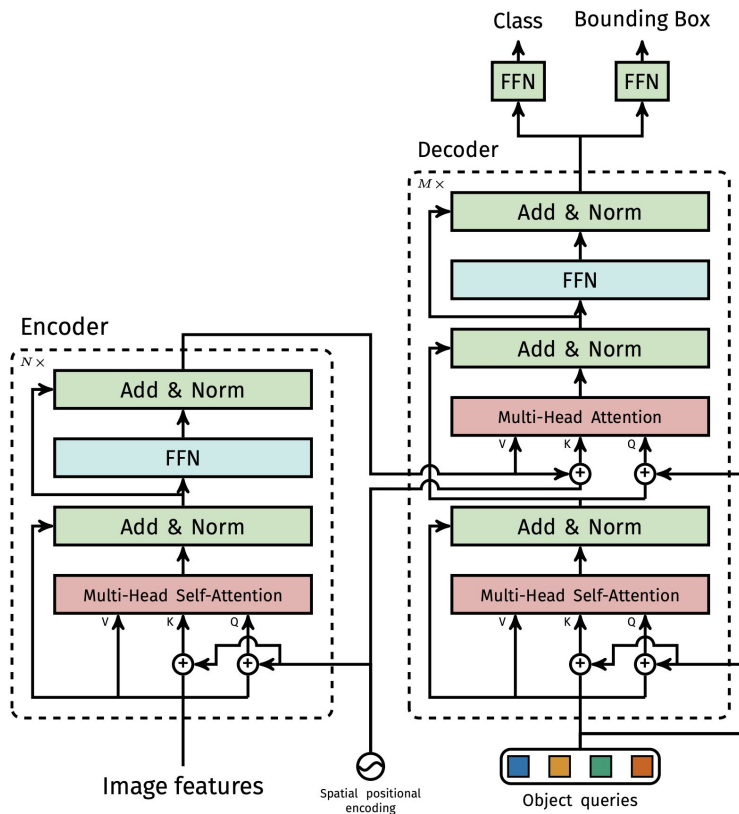 Class
Bounding Box
FFN
FFN
Decoder
M×
Add & Norm
FFN
Add & Norm
Multi-Head Attention
V
K
Q
Add & Norm
Multi-Head Self-Attention
V
K
Q
Object queries
Encoder
N×
Add & Norm
FFN
Add & Norm
Multi-Head Self-Attention
V
K
Q
Image features
Spatial positional
encoding